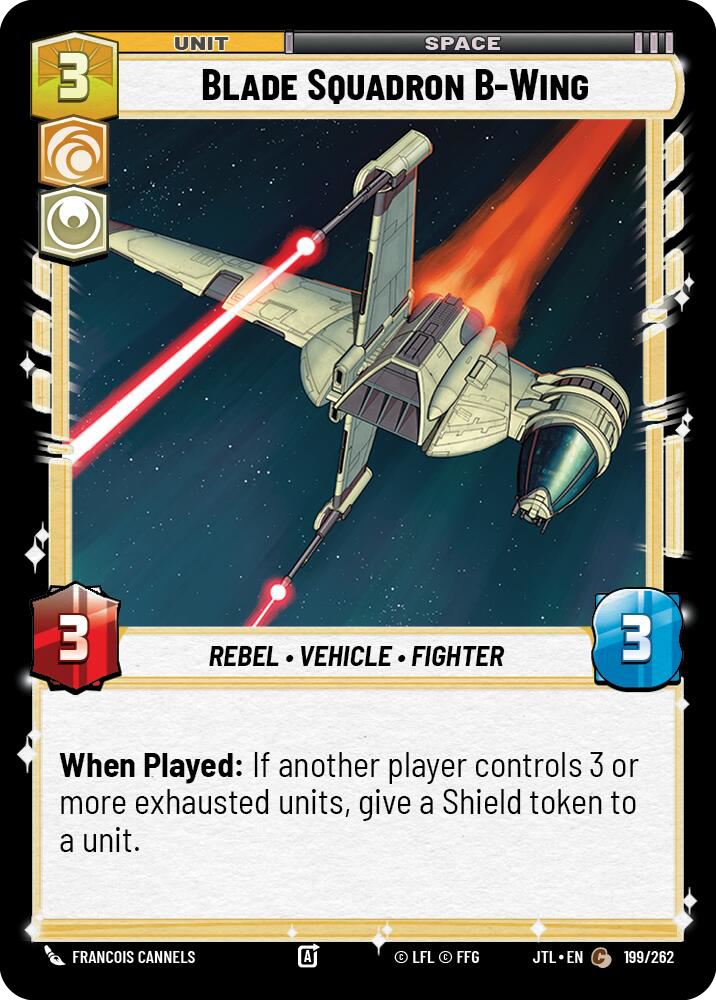 UNIT
SPACE
3
BLADE SQUADRON B-WING
3
REBEL • VEHICLE • FIGHTER
3
When Played: If another player controls 3 or
more exhausted units, give a Shield token to
a unit.
FRANCOIS CANNELS
A
© LFL © FFG
JTL • EN
C
199/262